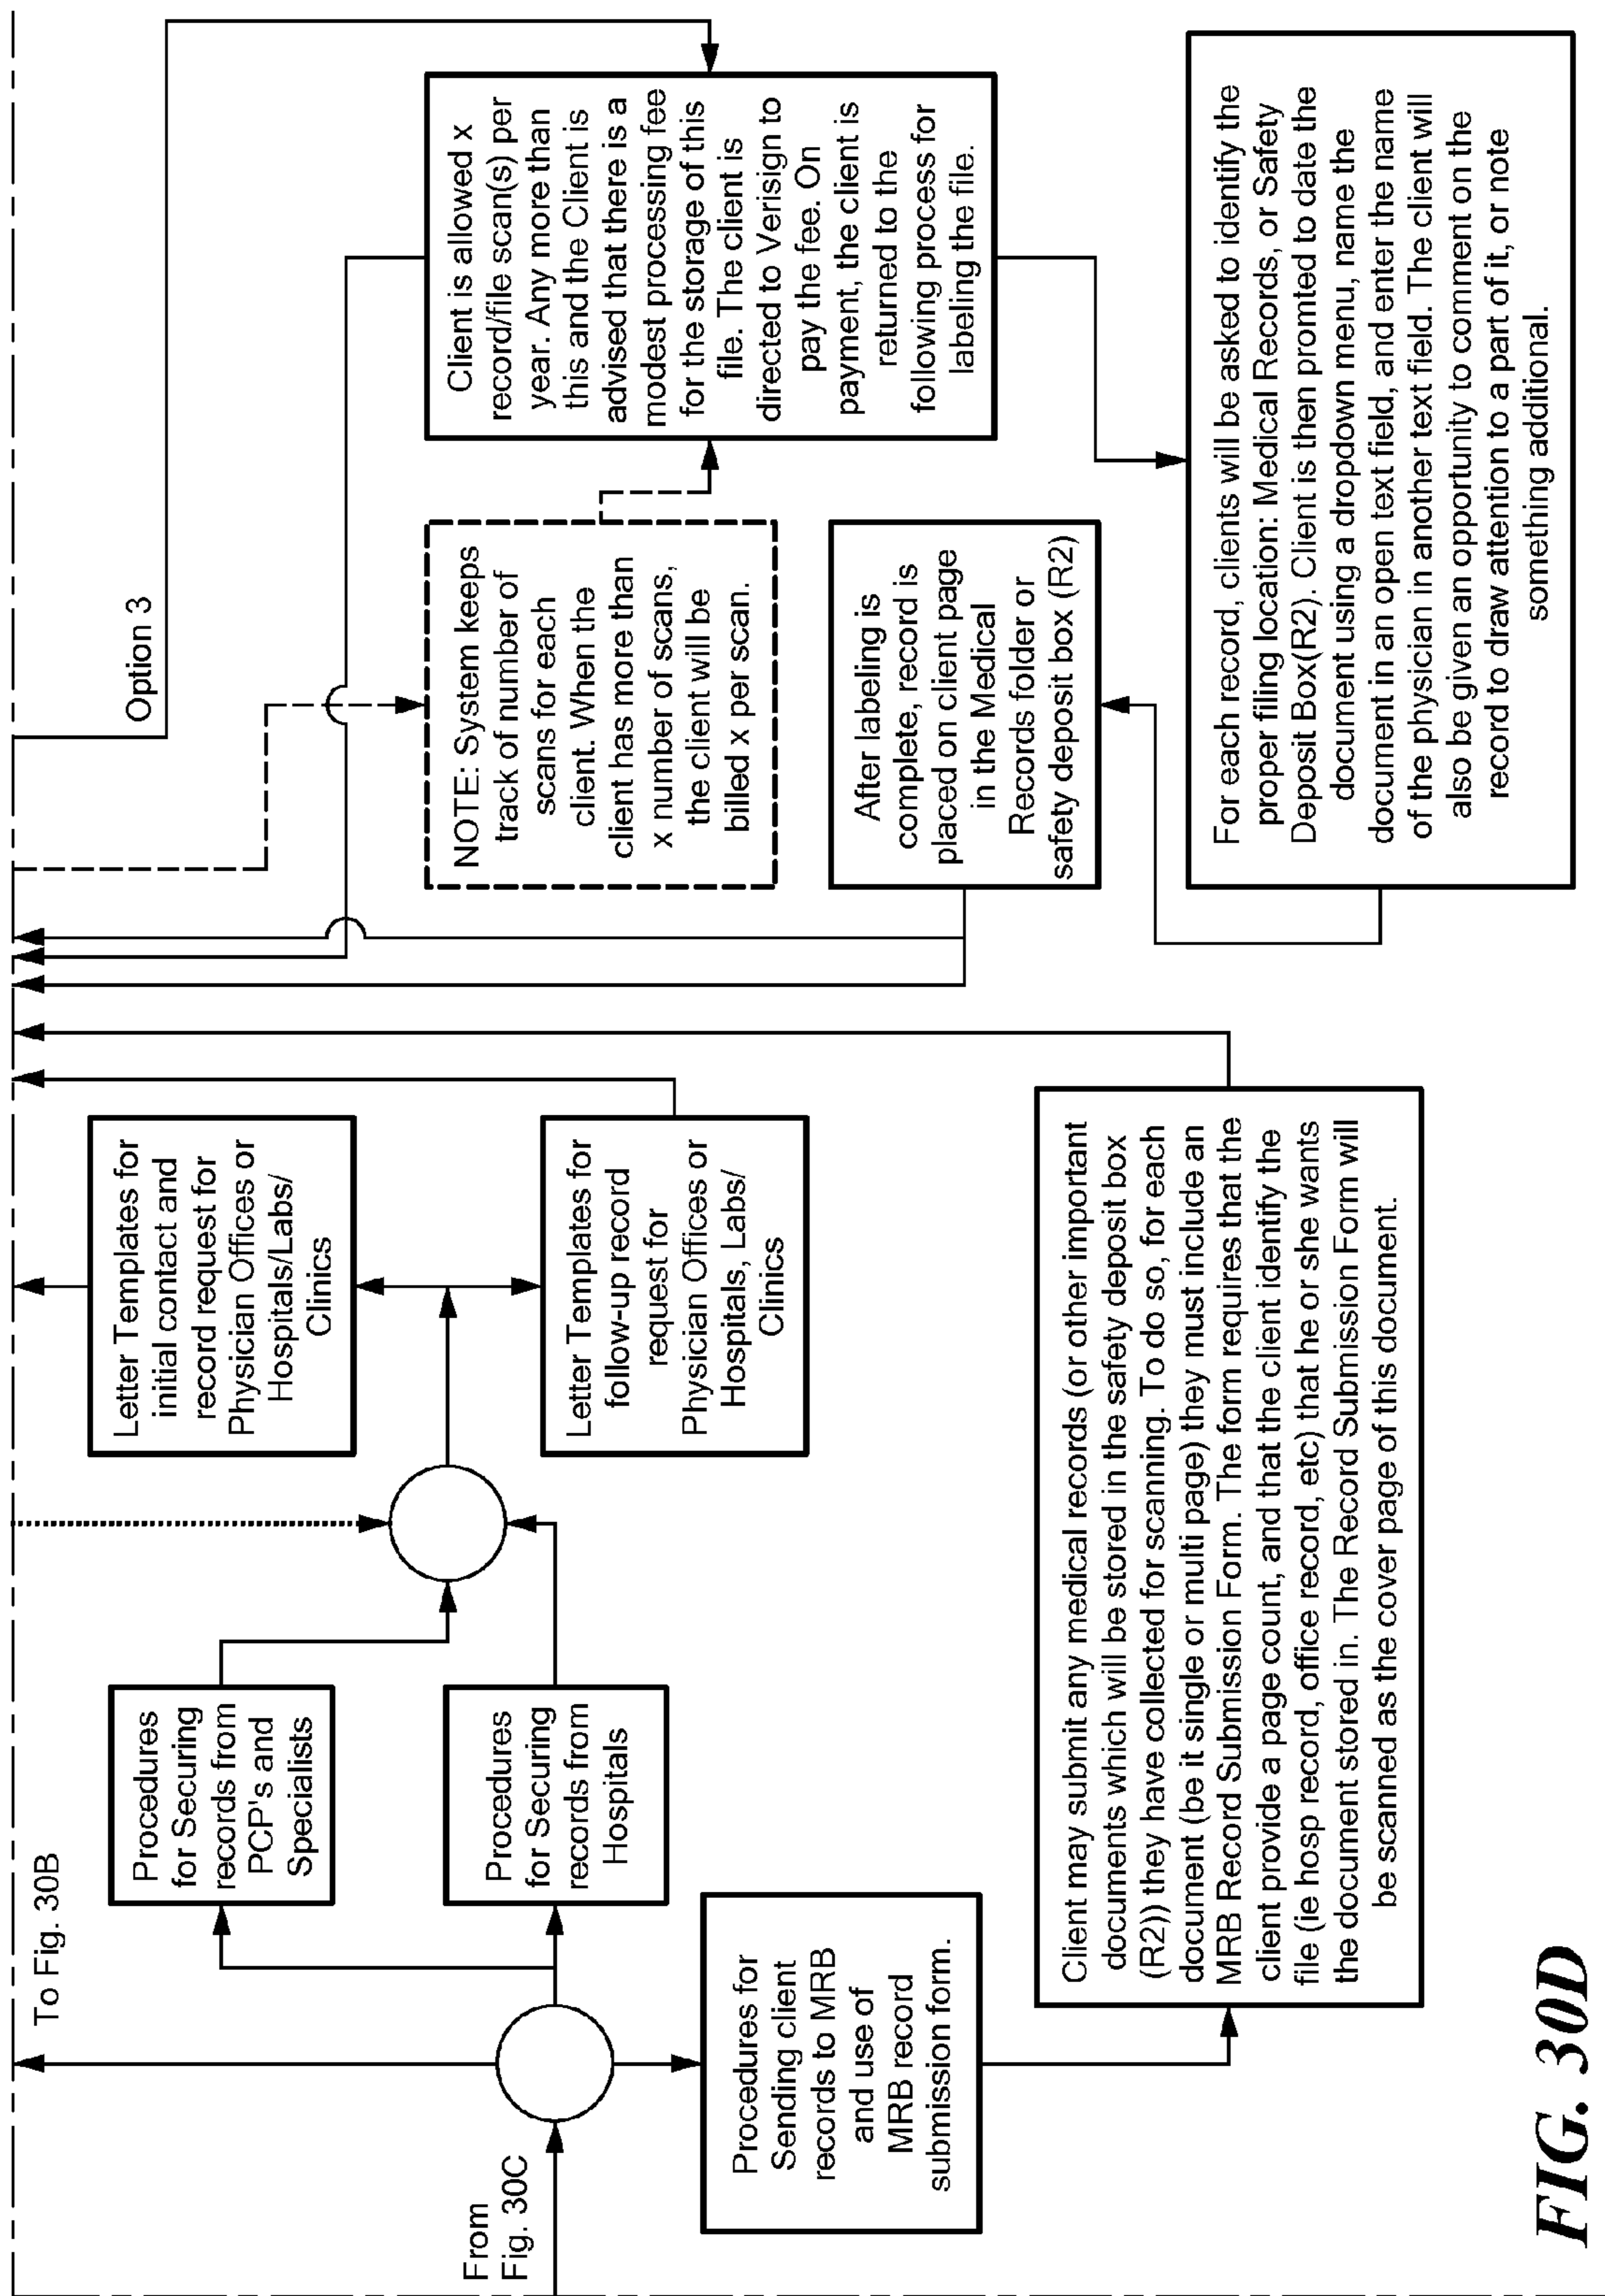 To Fig. 30B
From
Fig. 30C
Procedures
for Securing
records from
PCP's and
Specialists
Procedures
for Securing
records from
Hospitals
Procedures for
Sending client
records to MRB
and use of
MRB record
submission form.
Letter Templates for
initial contact and
record request for
Physician Offices or
Hospitals/Labs/
Clinics
Letter Templates for
follow-up record
request for
Physician Offices or
Hospitals, Labs/
Clinics
Client may submit any medical records (or other important
documents which will be stored in the safety deposit box
(R2)) they have collected for scanning. To do so, for each
document (be it single or multi page) they must include an
MRB Record Submission Form. The form requires that the
client provide a page count, and that the client identify the
file (ie hosp record, office record, etc) that he or she wants
the document stored in. The Record Submission Form will
be scanned as the cover page of this document.
Option 3
NOTE: System keeps
track of number of
scans for each
client. When the
client has more than
x number of scans,
the client will be
billed x per scan.
Client is allowed x
record/file scan(s) per
year. Any more than
this and the Client is
advised that there is a
modest processing fee
for the storage of this
file. The client is
directed to Verisign to
pay the fee. On
payment, the client is
returned to the
following process for
labeling the file.
After labeling is
complete, record is
placed on client page
in the Medical
Records folder or
safety deposit box (R2)
For each record, clients will be asked to identify the
proper filing location: Medical Records, or Safety
Deposit Box(R2). Client is then promted to date the
document using a dropdown menu, name the
document in an open text field, and enter the name
of the physician in another text field. The client will
also be given an opportunity to comment on the
record to draw attention to a part of it, or note
something additional.
FIG. 30D